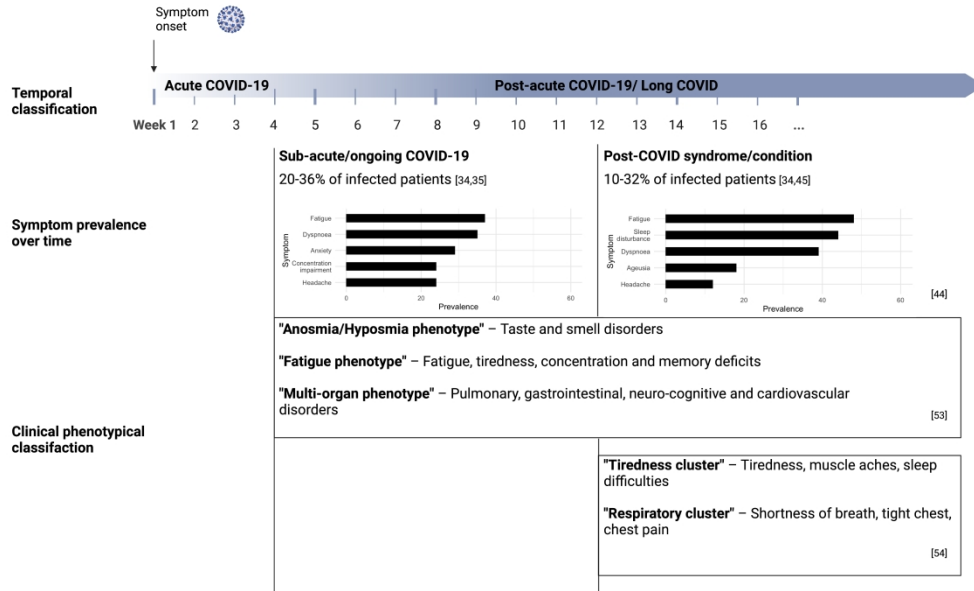 Symptom
onset
Temporal
classification
Acute COVID-19
Post-acute COVID-19/ Long COVID
Week 1 2 3 4 5 6 7 8 9 10 11 12 13 14 15 16 ...
Symptom prevalence
over time
Sub-acute/ongoing COVID-19
20-36% of infected patients [34,35]
Symptom
Fatigue
Dyspnoea
Anxiety
Concentration
impairment
Headache
0 20 40 60
Prevalence
Post-COVID syndrome/condition
10-32% of infected patients [34,45]
Symptom
Fatigue
Sleep
disturbance
Dyspnoea
Ageusia
Headache
0 20 40 60
Prevalence
[44]
Clinical phenotypical
classifaction
"Anosmia/Hyposmia phenotype" – Taste and smell disorders
"Fatigue phenotype" – Fatigue, tiredness, concentration and memory deficits
"Multi-organ phenotype" – Pulmonary, gastrointestinal, neuro-cognitive and cardiovascular
disorders
[53]
"Tiredness cluster" – Tiredness, muscle aches, sleep
difficulties
"Respiratory cluster" – Shortness of breath, tight chest,
chest pain
[54]